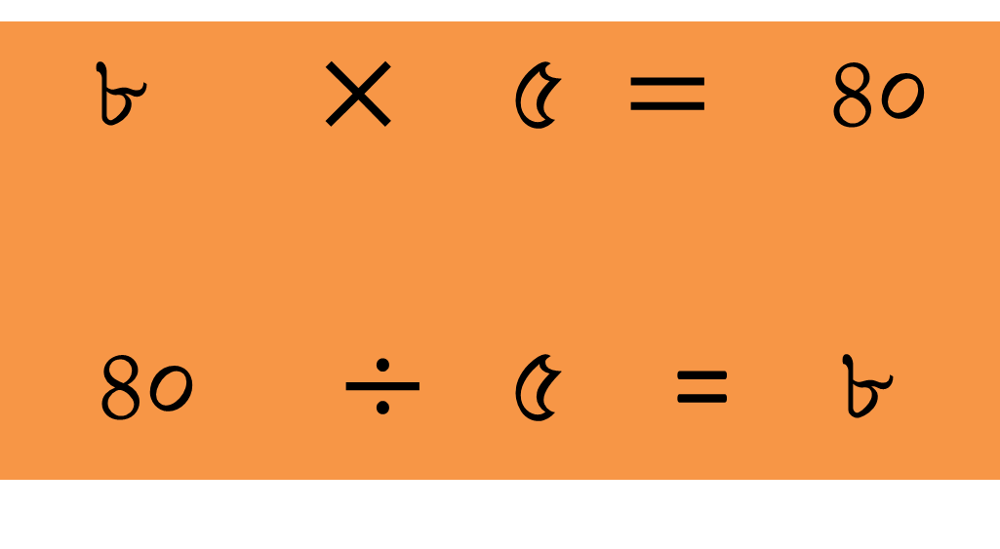 ৮ × ৫ = ৪০
৪০ ÷ ৫ = ৮